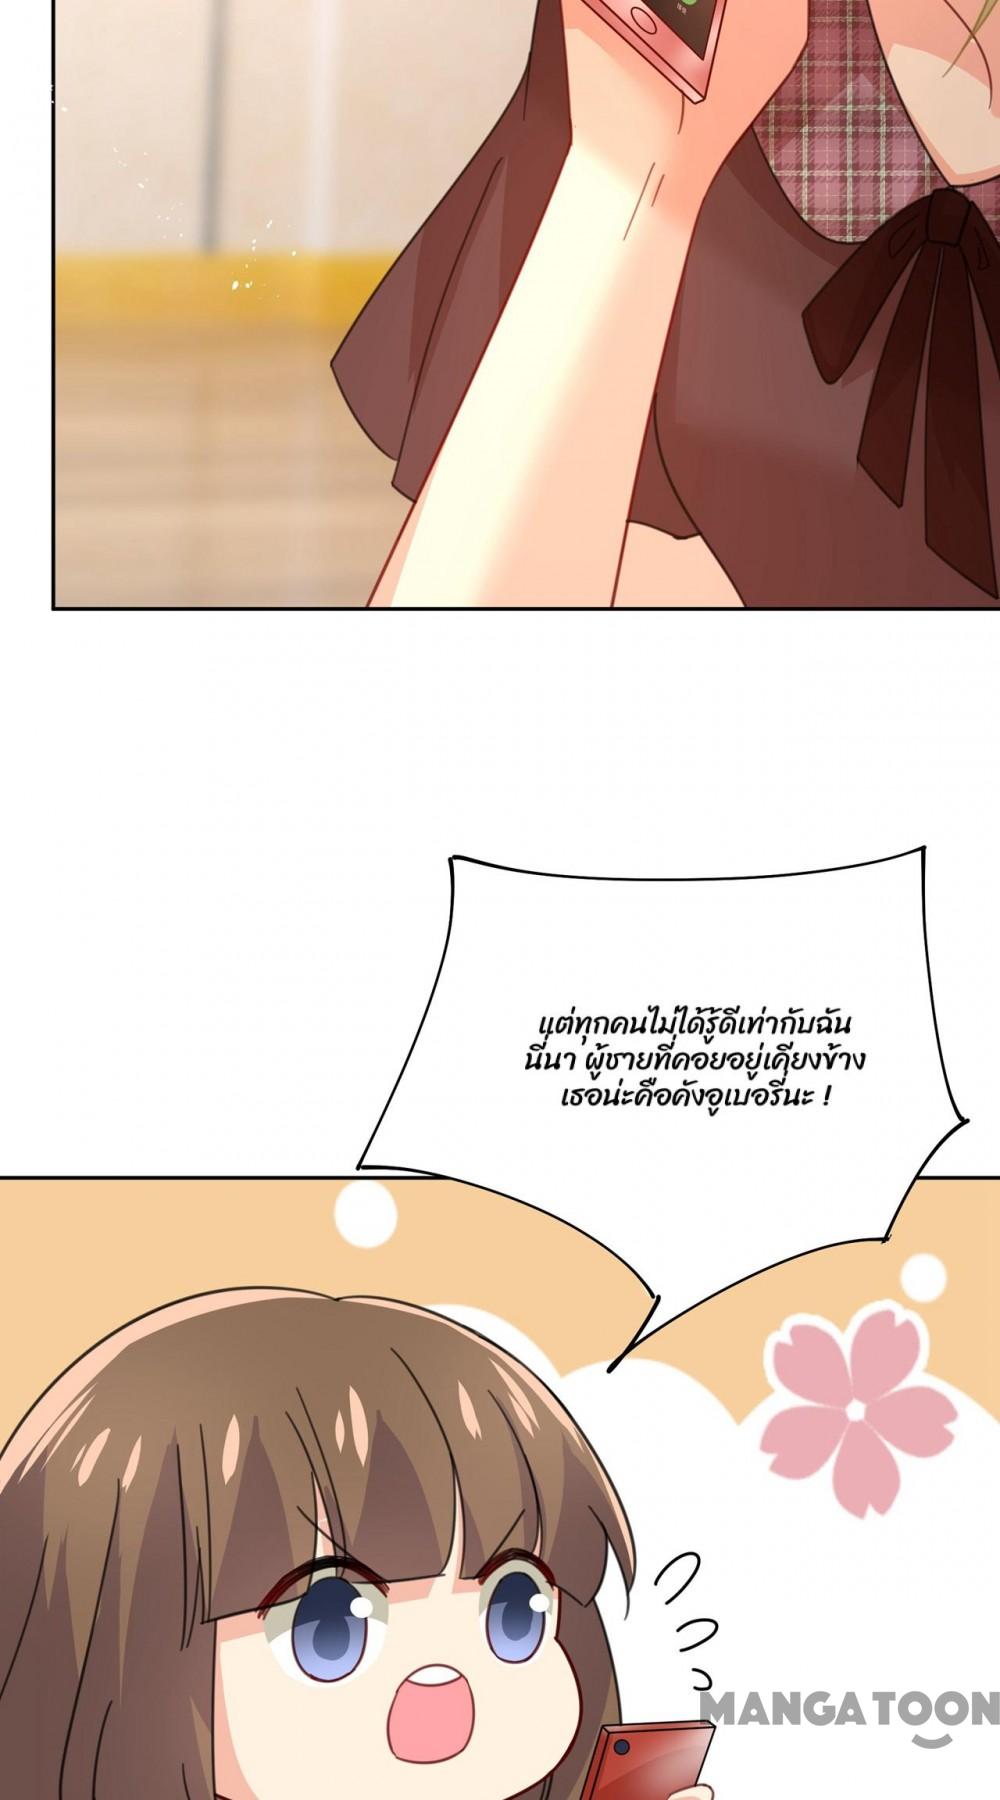 แต่ทุกคนไม่ได้รู้ดีเท่ากับฉัน
นี่นา ผู้ชายที่คอยอยู่เคียงข้าง
เธอน่ะคือคังอูเบอรี่นะ !
MANGATOON